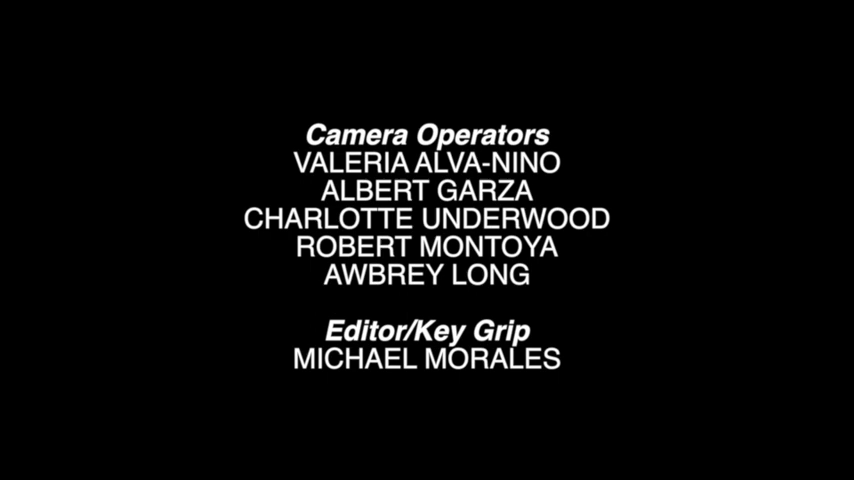 Camera Operators
VALERIA ALVA-NINO
ALBERT GARZA
CHARLOTTE UNDERWOOD
ROBERT MONTOYA
AWBREY LONG
Editor/Key Grip
MICHAEL MORALES